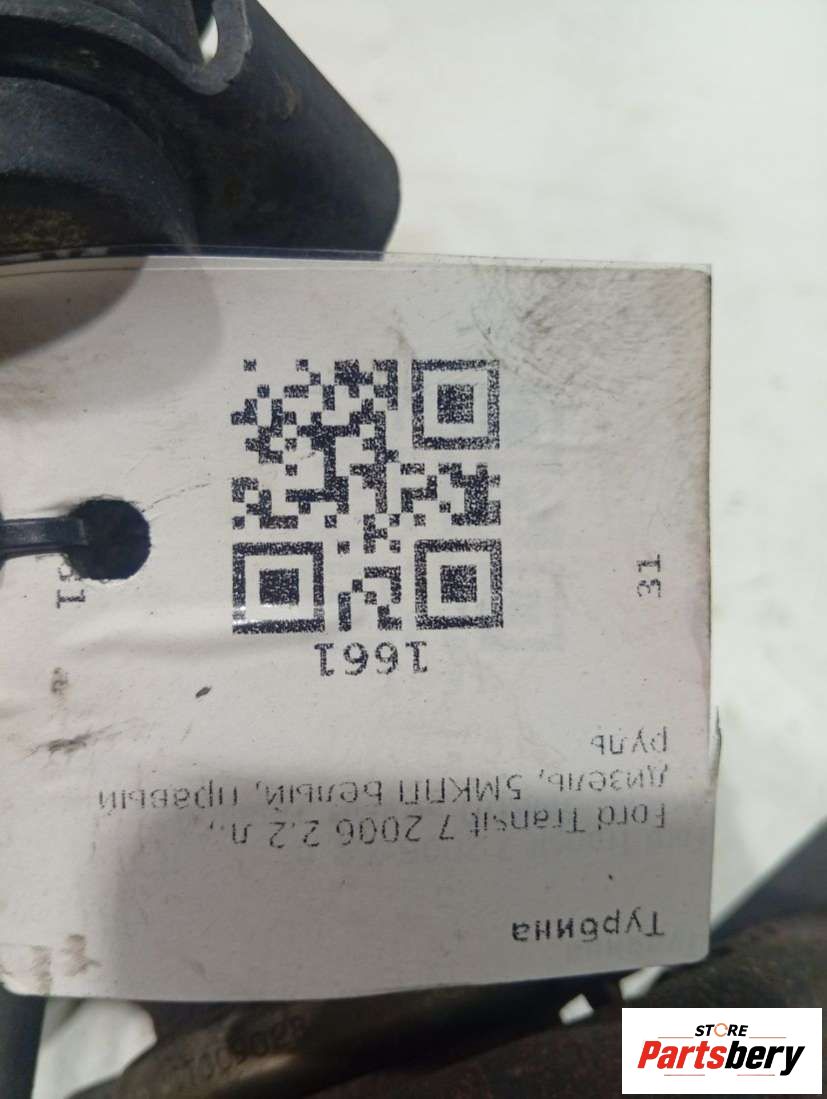 Турбина
Ford Transit 7 2006 2.2 л.,
дизель, 5МКПП Белый, правый
руль
1661
31
STORE
Partsbery